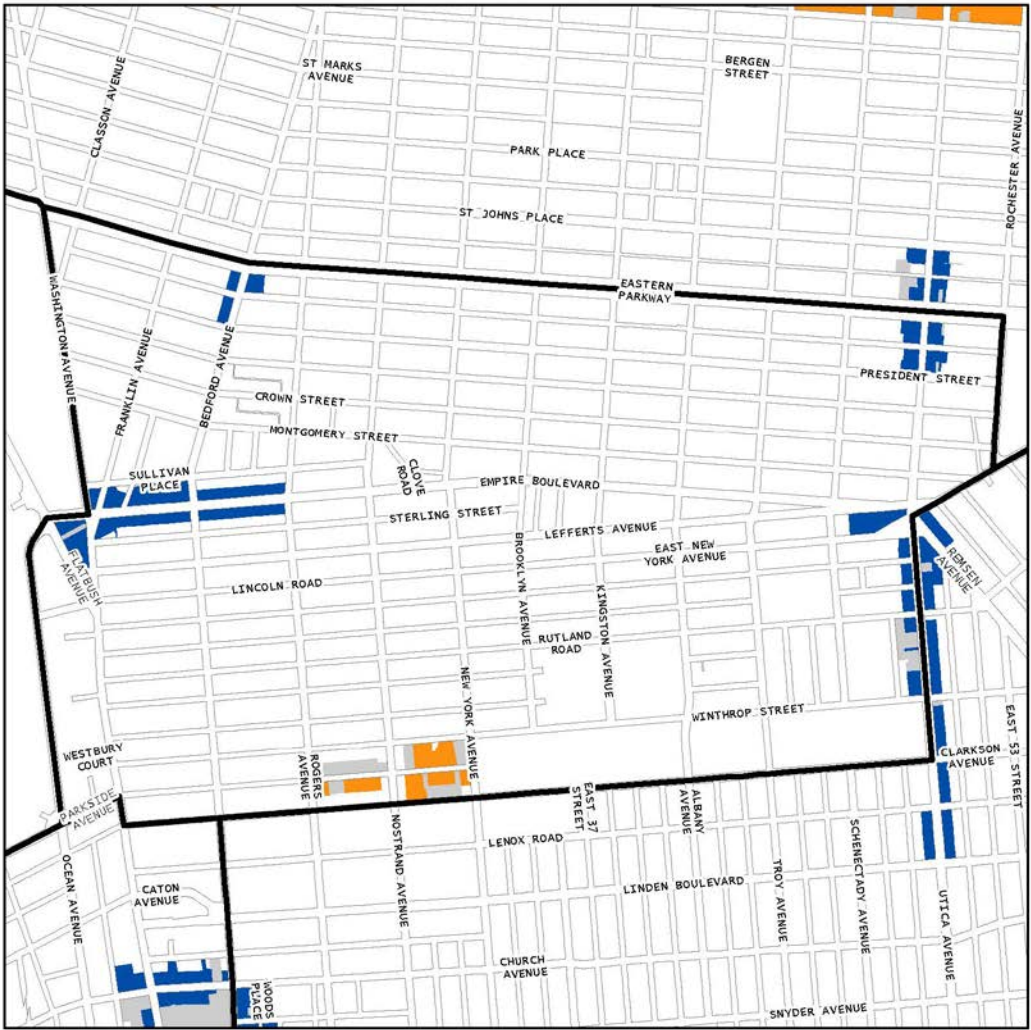 ST MARKS
AVENUE
BERGEN
STREET
CLASSON AVENUE
ROCHESTER AVENUE
PARK PLACE
ST JOHNS PLACE
EASTERN
PARKWAY
WASHINGTON AVENUE
FRANKLIN AVENUE
BEDFORD AVENUE
PRESIDENT STREET
CROWN STREET
MONTGOMERY STREET
CLOVE
ROAD
SULLIVAN
PLACE
EMPIRE BOULEVARD
STERLING STREET
LEFFERTS AVENUE
EAST NEW
YORK AVENUE
BROOKLYN AVENUE
REMSEN
AVENUE
FLATBUSH
AVENUE
LINCOLN ROAD
KINGSTON AVENUE
RUTLAND
ROAD
NEW YORK AVENUE
WINTHROP STREET
EAST 53 STREET
WESTBURY
COURT
ROGERS
AVENUE
CLARKSON
AVENUE
PARKSIDE
AVENUE
EAST 37
STREET
ALBANY
AVENUE
NOSTRAND AVENUE
LENOX ROAD
SCHENECTADY AVENUE
OCEAN AVENUE
CATON
AVENUE
LINDEN BOULEVARD
TROY AVENUE
UTICA AVENUE
CHURCH
AVENUE
WOODS
PLACE
SNYDER AVENUE